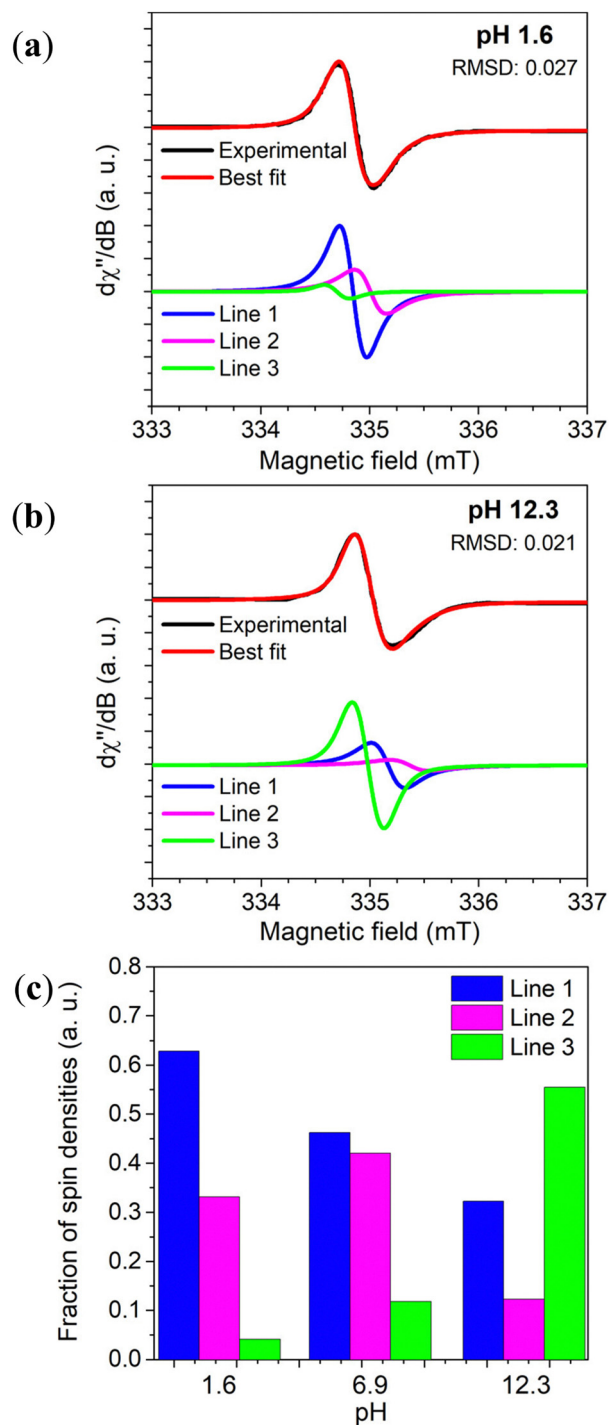 (a)
pH 1.6
RMSD: 0.027
Experimental
Best fit
Line 1
Line 2
Line 3
dχ"/dB (a. u.)
333 334 335 336 337
Magnetic field (mT)
(b)
pH 12.3
RMSD: 0.021
Experimental
Best fit
Line 1
Line 2
Line 3
dχ"/dB (a. u.)
333 334 335 336 337
Magnetic field (mT)
(c)
Line 1
Line 2
Line 3
Fraction of spin densities (a. u.)
0.8
0.7
0.6
0.5
0.4
0.3
0.2
0.1
0.0
1.6 6.9 12.3
pH